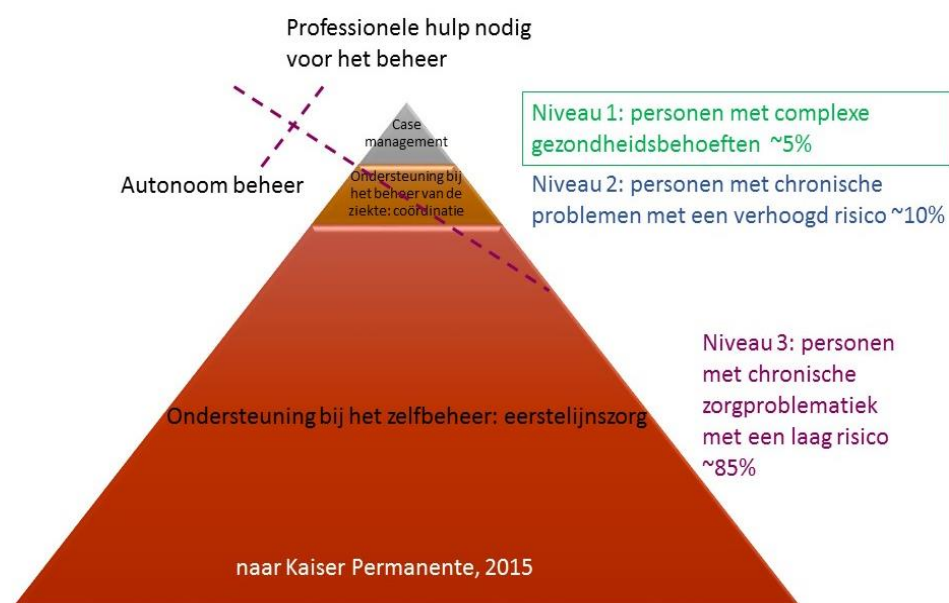 Professionele hulp nodig
voor het beheer
Autonoom beheer
Case
management
Ondersteuning bij
het beheer van de
ziekte: coördinatie
Niveau 1: personen met complexe
gezondheidsbehoeften ~5%
Niveau 2: personen met chronische
problemen met een verhoogd risico ~10%
Niveau 3: personen
met chronische
zorgproblematiek
met een laag risico
~85%
Ondersteuning bij het zelfbeheer: eerstelijnszorg
naar Kaiser Permanente, 2015